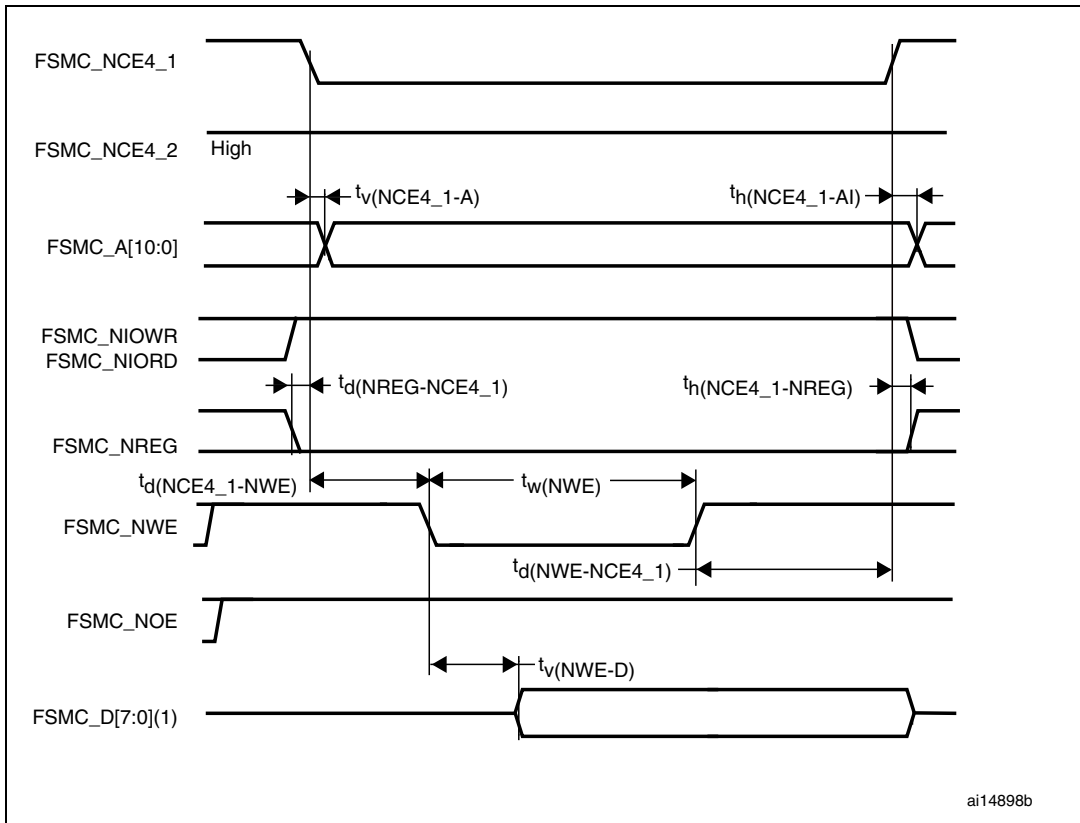 FSMC_NCE4_1
FSMC_NCE4_2 High
tv(NCE4_1-A) th(NCE4_1-AI)
FSMC_A[10:0]
FSMC_NIOWR
FSMC_NIORD
td(NREG-NCE4_1) th(NCE4_1-NREG)
FSMC_NREG
td(NCE4_1-NWE) tw(NWE)
FSMC_NWE
td(NWE-NCE4_1)
FSMC_NOE
tv(NWE-D)
FSMC_D[7:0](1)
ai14898b